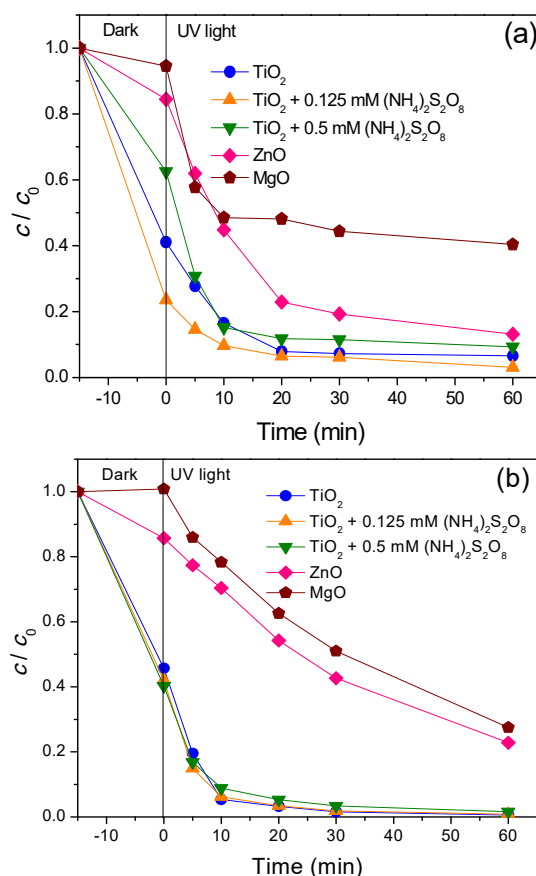 Dark UV light (a)
TiO₂
TiO₂ + 0.125 mM (NH₄)₂S₂O₈
TiO₂ + 0.5 mM (NH₄)₂S₂O₈
ZnO
MgO
1.0
0.8
0.6
0.4
0.2
0.0
c / c₀
-10 0 10 20 30 40 50 60
Time (min)
Dark UV light (b)
TiO₂
TiO₂ + 0.125 mM (NH₄)₂S₂O₈
TiO₂ + 0.5 mM (NH₄)₂S₂O₈
ZnO
MgO
1.0
0.8
0.6
0.4
0.2
0.0
c / c₀
-10 0 10 20 30 40 50 60
Time (min)